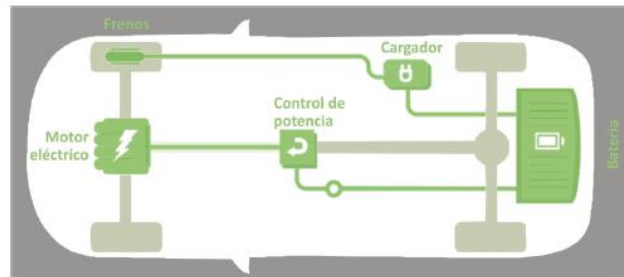 Frenos
Cargador
Control de
potencia
Motor
eléctrico
Batería